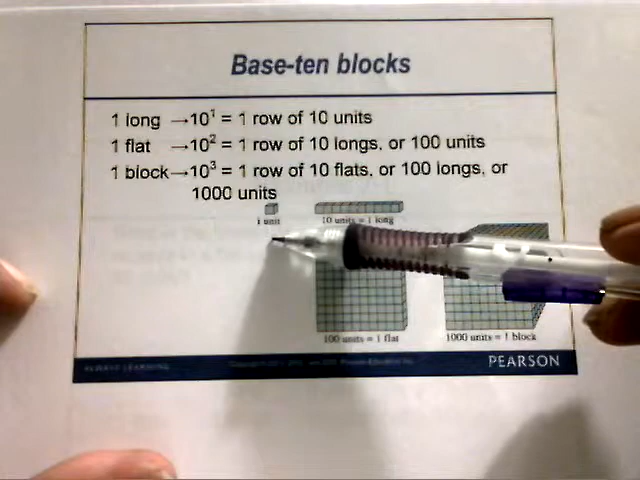 Base-ten blocks
1 long →10¹ = 1 row of 10 units
1 flat →10² = 1 row of 10 longs, or 100 units
1 block→10³ = 1 row of 10 flats, or 100 longs, or
1000 units
1 unit
10 units = 1 long
100 units = 1 flat
1000 units = 1 block
ALWAYS LEARNING
PEARSON